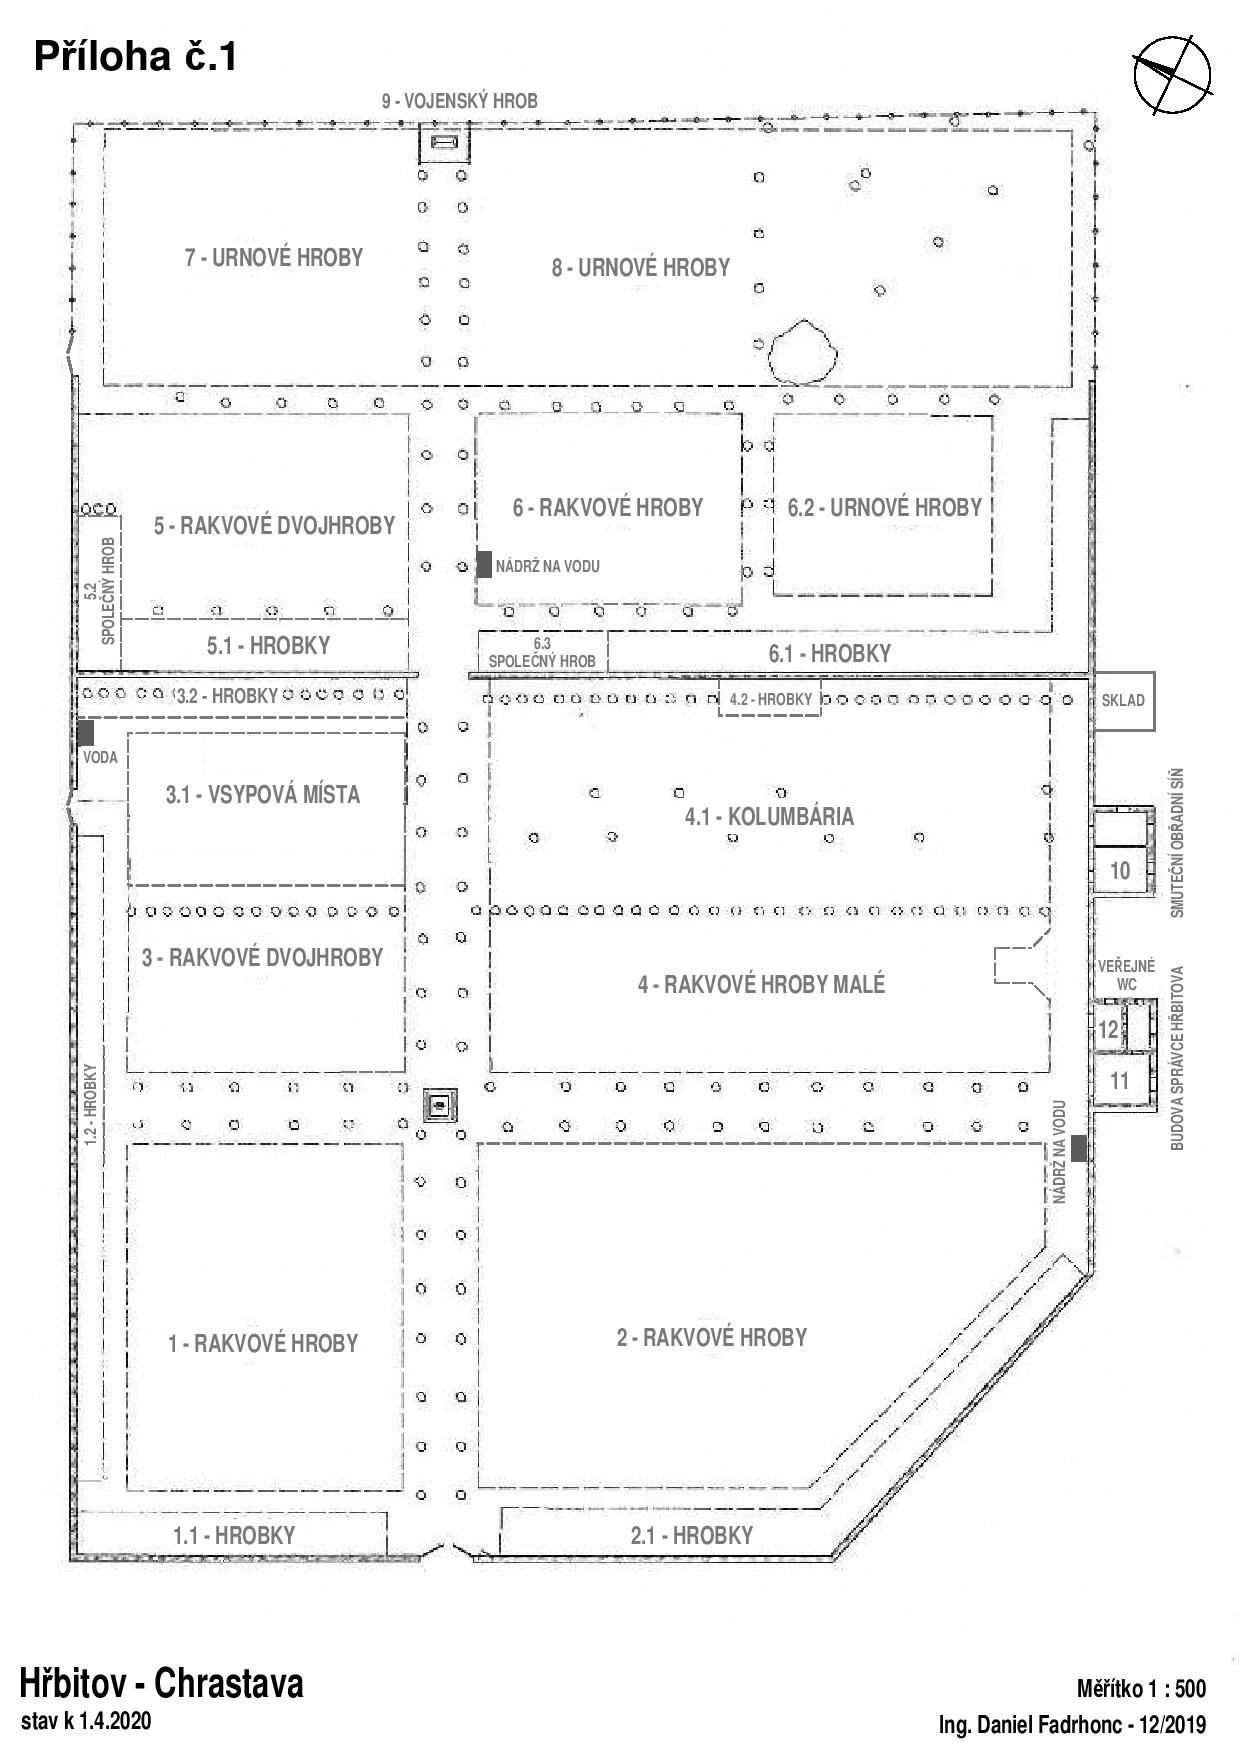 Příloha č.1
9 - VOJENSKÝ HROB
7 - URNOVÉ HROBY
8 - URNOVÉ HROBY
5 - RAKVOVÉ DVOJHROBY
6 - RAKVOVÉ HROBY
6.2 - URNOVÉ HROBY
NÁDRŽ NA VODU
5.2
SPOLEČNÝ HROB
5.1 - HROBKY
6.3
SPOLEČNÝ HROB
6.1 - HROBKY
3.2 - HROBKY
4.2 - HROBKY
SKLAD
VODA
3.1 - VSYPOVÁ MÍSTA
4.1 - KOLUMBÁRIA
10
SMUTEČNÍ OBŘADNÍ SÍŇ
3 - RAKVOVÉ DVOJHROBY
4 - RAKVOVÉ HROBY MALÉ
VEŘEJNÉ
WC
12
11
BUDOVA SPRÁVCE HŘBITOVA
1.2 - HROBKY
NÁDRŽ NA VODU
1 - RAKVOVÉ HROBY
2 - RAKVOVÉ HROBY
1.1 - HROBKY
2.1 - HROBKY
Hřbitov - Chrastava
stav k 1.4.2020
Měřítko 1 : 500
Ing. Daniel Fadrhonc - 12/2019